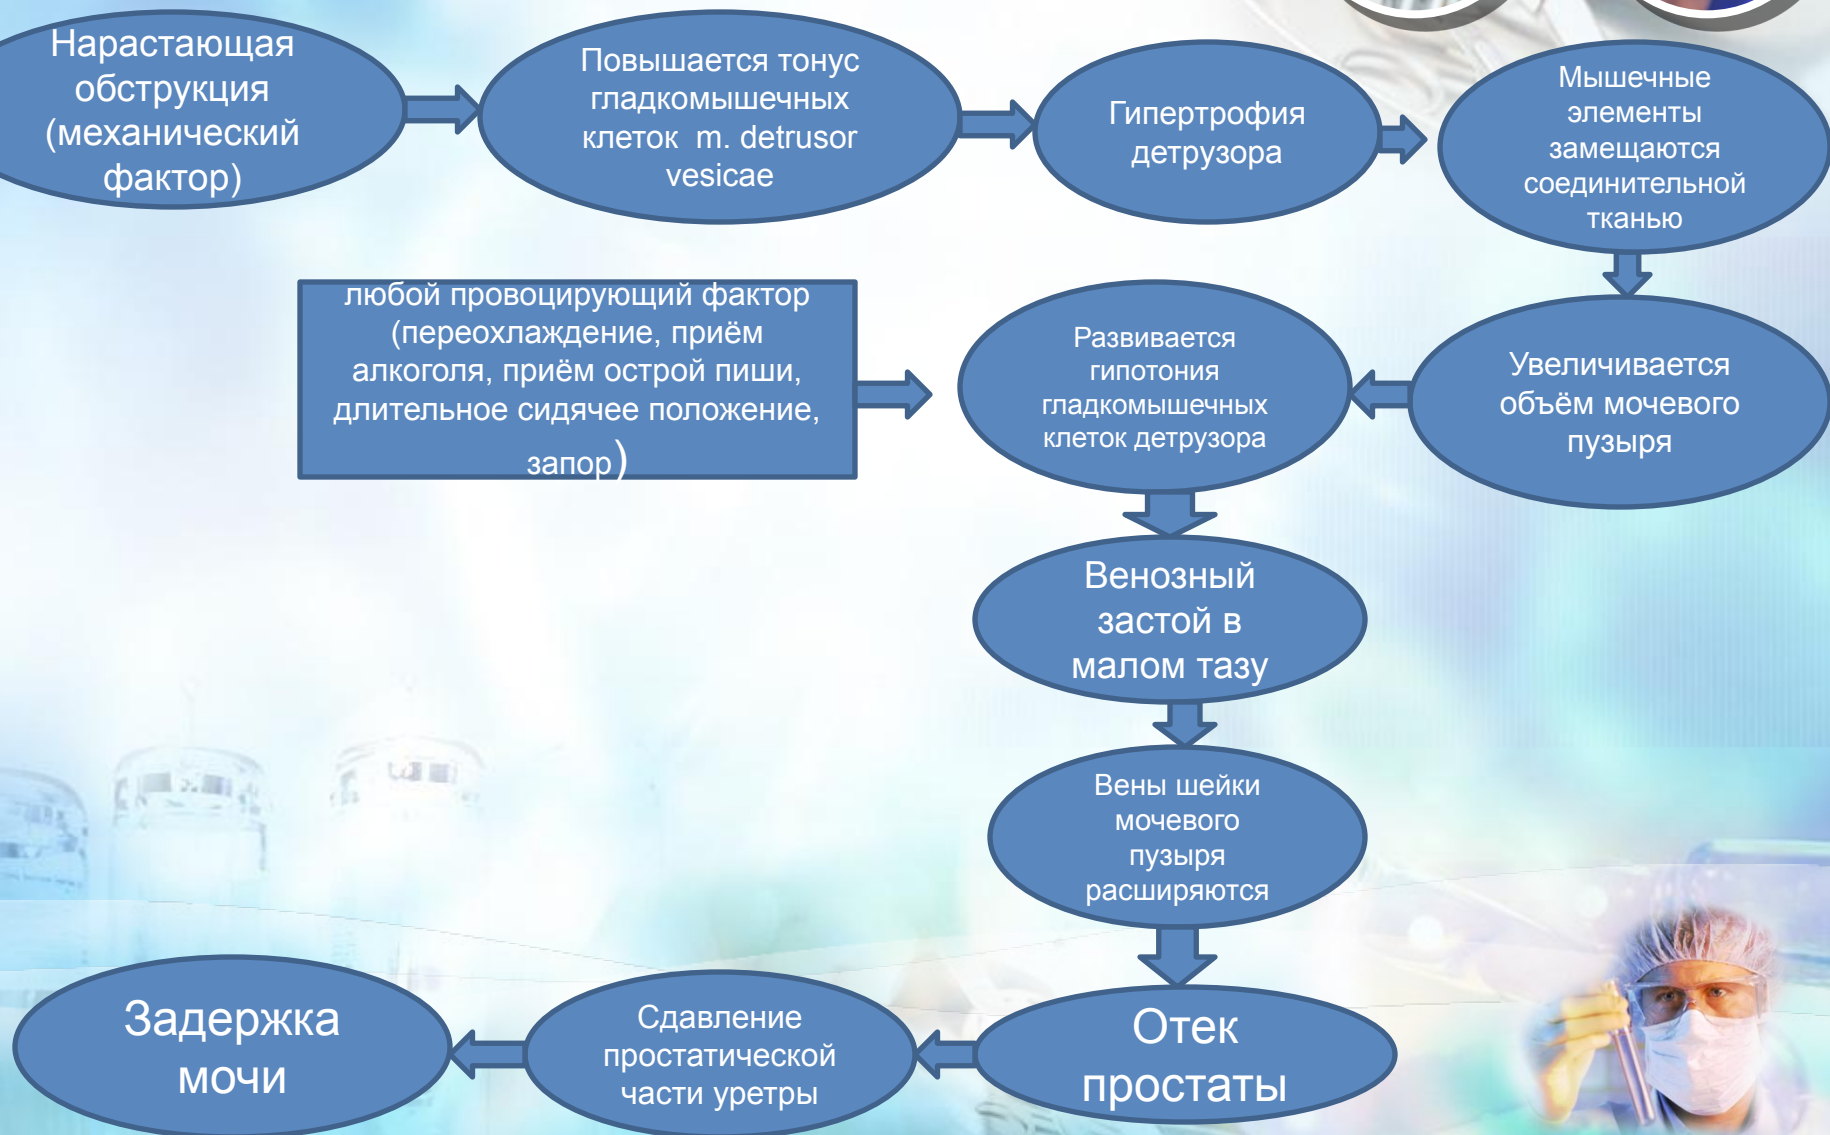 Нарастающая
обструкция
(механический
фактор)
Повышается тонус
гладкомышечных
клеток m. detrusor
vesicae
Гипертрофия
детрузора
Мышечные
элементы
замещаются
соединительной
тканью
любой провоцирующий фактор
(переохлаждение, приём
алкоголя, приём острой пиши,
длительное сидячее положение,
запор)
Развивается
гипотония
гладкомышечных
клеток детрузора
Увеличивается
объём мочевого
пузыря
Венозный
застой в
малом тазу
Вены шейки
мочевого
пузыря
расширяются
Задержка
мочи
Сдавление
простатической
части уретры
Отек
простаты